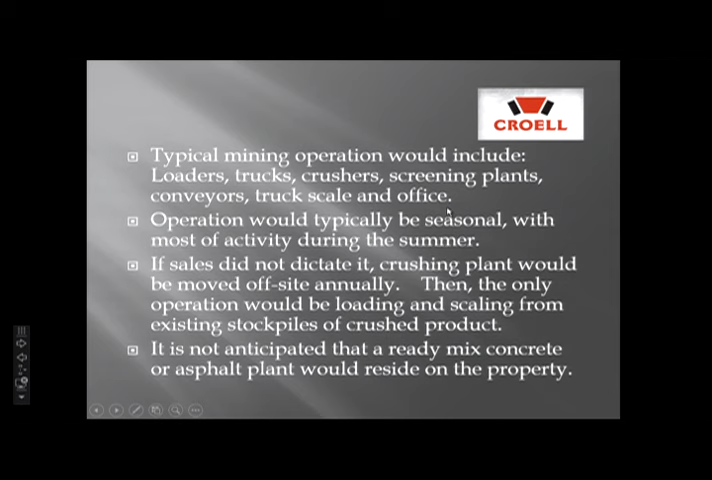 CROELL
Typical mining operation would include:
Loaders, trucks, crushers, screening plants,
conveyors, truck scale and office.
Operation would typically be seasonal, with
most of activity during the summer.
If sales did not dictate it, crushing plant would
be moved off-site annually. Then, the only
operation would be loading and scaling from
existing stockpiles of crushed product.
It is not anticipated that a ready mix concrete
or asphalt plant would reside on the property.